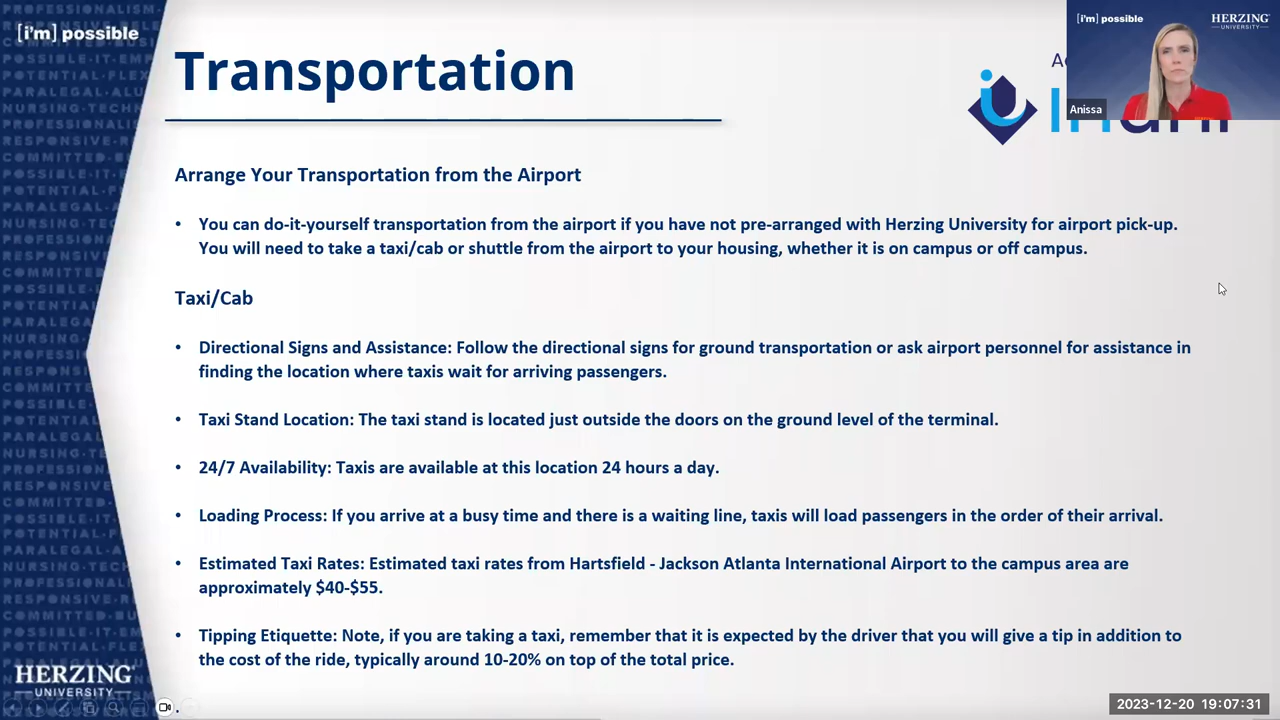 [i'm] possible
Transportation
[i'm] possible
HERZING
UNIVERSITY
Anissa
Arrange Your Transportation from the Airport
• You can do-it-yourself transportation from the airport if you have not pre-arranged with Herzing University for airport pick-up.
You will need to take a taxi/cab or shuttle from the airport to your housing, whether it is on campus or off campus.
Taxi/Cab
• Directional Signs and Assistance: Follow the directional signs for ground transportation or ask airport personnel for assistance in
finding the location where taxis wait for arriving passengers.
• Taxi Stand Location: The taxi stand is located just outside the doors on the ground level of the terminal.
• 24/7 Availability: Taxis are available at this location 24 hours a day.
• Loading Process: If you arrive at a busy time and there is a waiting line, taxis will load passengers in the order of their arrival.
• Estimated Taxi Rates: Estimated taxi rates from Hartsfield - Jackson Atlanta International Airport to the campus area are
approximately $40-$55.
• Tipping Etiquette: Note, if you are taking a taxi, remember that it is expected by the driver that you will give a tip in addition to
the cost of the ride, typically around 10-20% on top of the total price.
HERZING
UNIVERSITY
2023-12-20 19:07:31